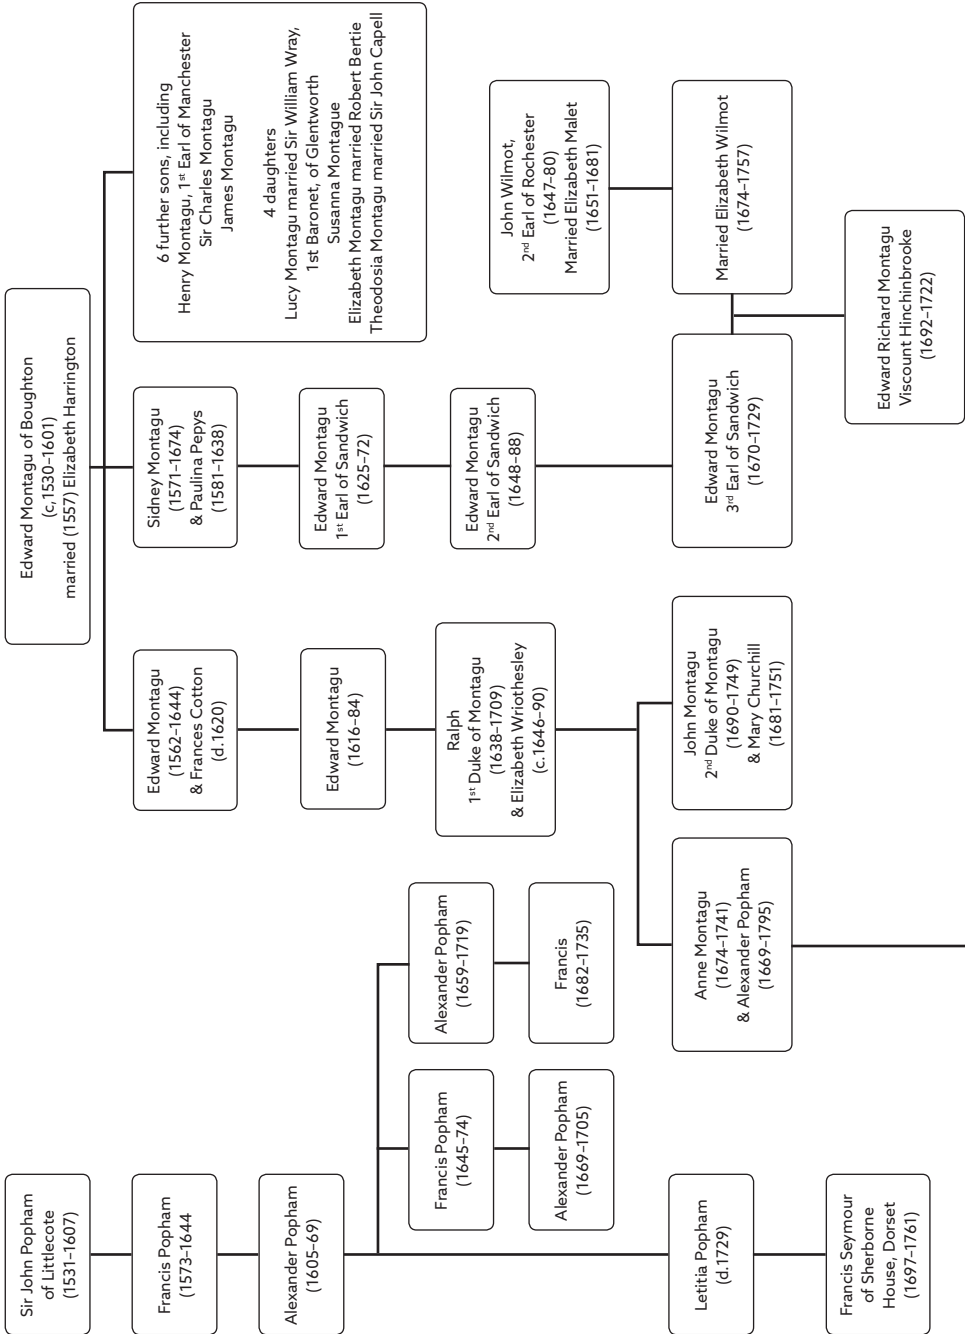 Sir John Popham
of Littlecote
(1531–1607)
Francis Popham
(1573–1644
Alexander Popham
(1605–69)
Francis Popham
(1645–74)
Alexander Popham
(1669–1705)
Alexander Popham
(1659–1719)
Francis
(1682–1735)
Letitia Popham
(d.1729)
Francis Seymour
of Sherborne
House, Dorset
(1697–1761)
Edward Montagu of Boughton
(c,1530–1601)
married (1557) Elizabeth Harrington
Edward Montagu
(1562–1644)
& Frances Cotton
(d.1620)
Edward Montagu
(1616–84)
Ralph
1st Duke of Montagu
(1638–1709)
& Elizabeth Wriothesley
(c.1646–90)
Anne Montagu
(1674–1741)
& Alexander Popham
(1669–1795)
John Montagu
2nd Duke of Montagu
(1690–1749)
& Mary Churchill
(1681–1751)
Sidney Montagu
(1571–1674)
& Paulina Pepys
(1581–1638)
Edward Montagu
1st Earl of Sandwich
(1625–72)
Edward Montagu
2nd Earl of Sandwich
(1648–88)
Edward Montagu
3rd Earl of Sandwich
(1670–1729)
6 further sons, including
Henry Montagu, 1st Earl of Manchester
Sir Charles Montagu
James Montagu
4 daughters
Lucy Montagu married Sir William Wray,
1st Baronet, of Glentworth
Susanna Montague
Elizabeth Montagu married Robert Bertie
Theodosia Montagu married Sir John Capell
John Wilmot,
2nd Earl of Rochester
(1647–80)
Married Elizabeth Malet
(1651–1681)
Married Elizabeth Wilmot
(1674–1757)
Edward Richard Montagu
Viscount Hinchinbrooke
(1692–1722)